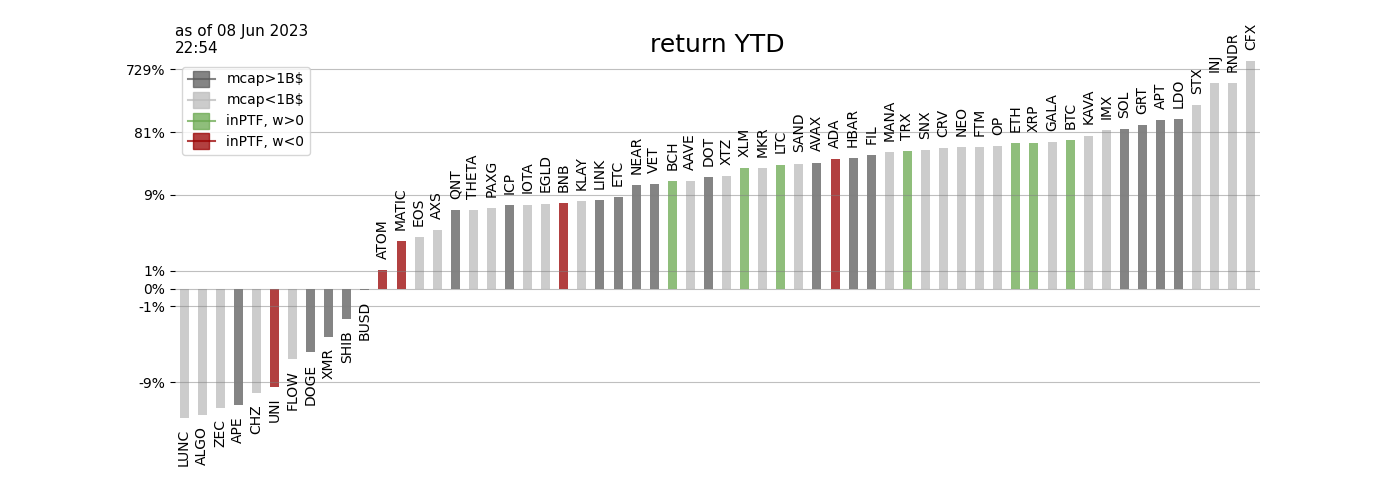 as of 08 Jun 2023
22:54
return YTD
mcap>1B$
mcap<1B$
inPTF, w>0
inPTF, w<0
729%
81%
9%
1%
0%
-1%
-9%
LUNC
ALGO
ZEC
APE
CHZ
UNI
FLOW
DOGE
XMR
SHIB
BUSD
ATOM
MATIC
EOS
AXS
QNT
THETA
PAXG
ICP
IOTA
EGLD
BNB
KLAY
LINK
ETC
NEAR
VET
BCH
AAVE
DOT
XTZ
XLM
MKR
LTC
SAND
AVAX
ADA
HBAR
FIL
MANA
TRX
SNX
CRV
NEO
FTM
OP
ETH
XRP
GALA
BTC
KAVA
IMX
SOL
GRT
APT
LDO
STX
INJ
RNDR
CFX